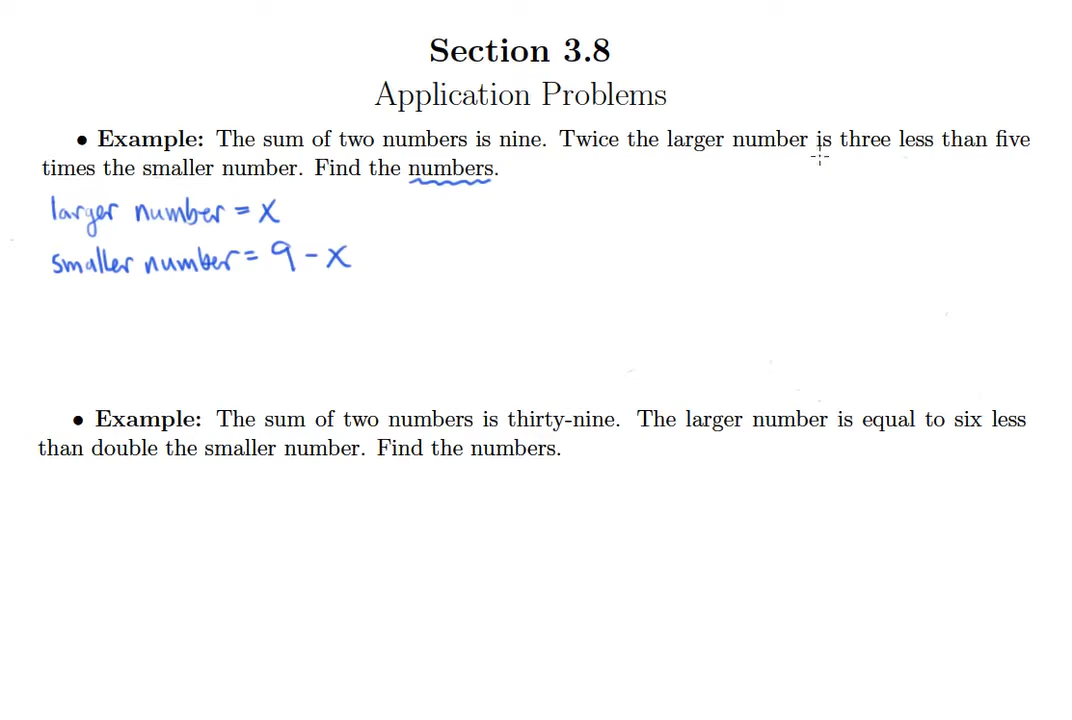 Section 3.8
Application Problems
• Example: The sum of two numbers is nine. Twice the larger number is three less than five
times the smaller number. Find the numbers.
larger number = x
smaller number = 9 - x
• Example: The sum of two numbers is thirty-nine. The larger number is equal to six less
than double the smaller number. Find the numbers.